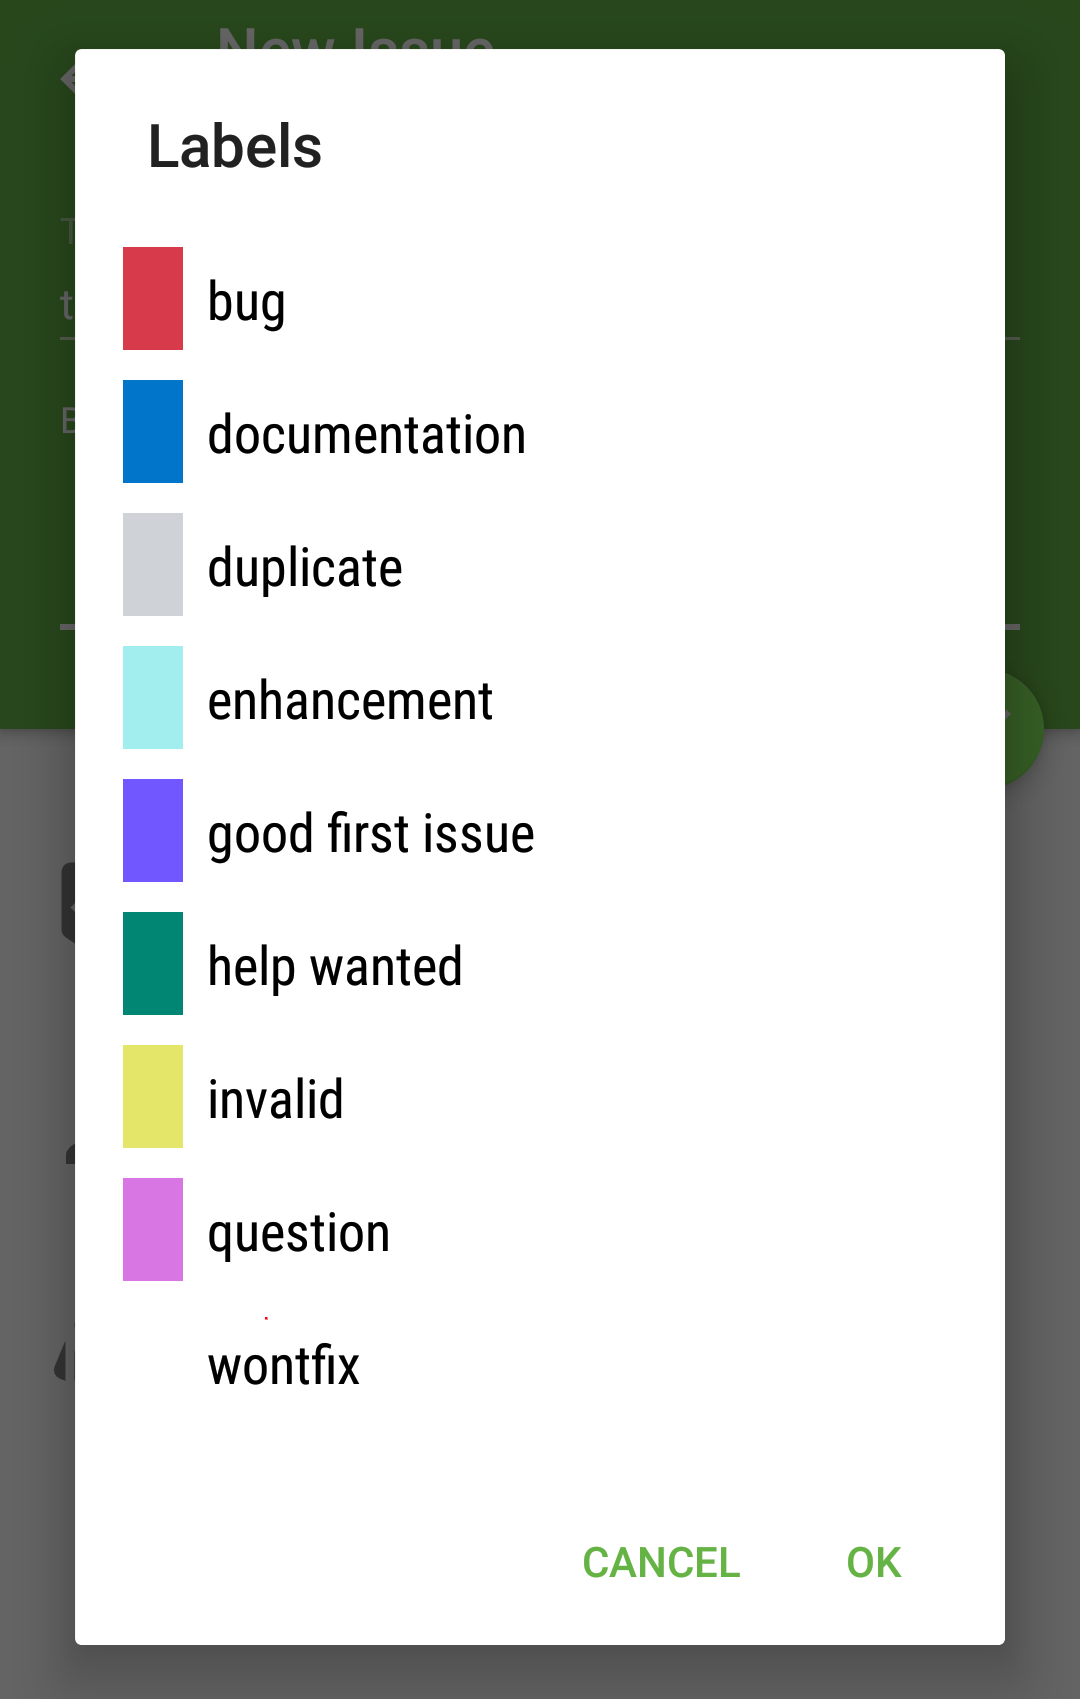 New Issue
Labels
bug
documentation
duplicate
enhancement
good first issue
help wanted
invalid
question
wontfix
CANCEL
OK